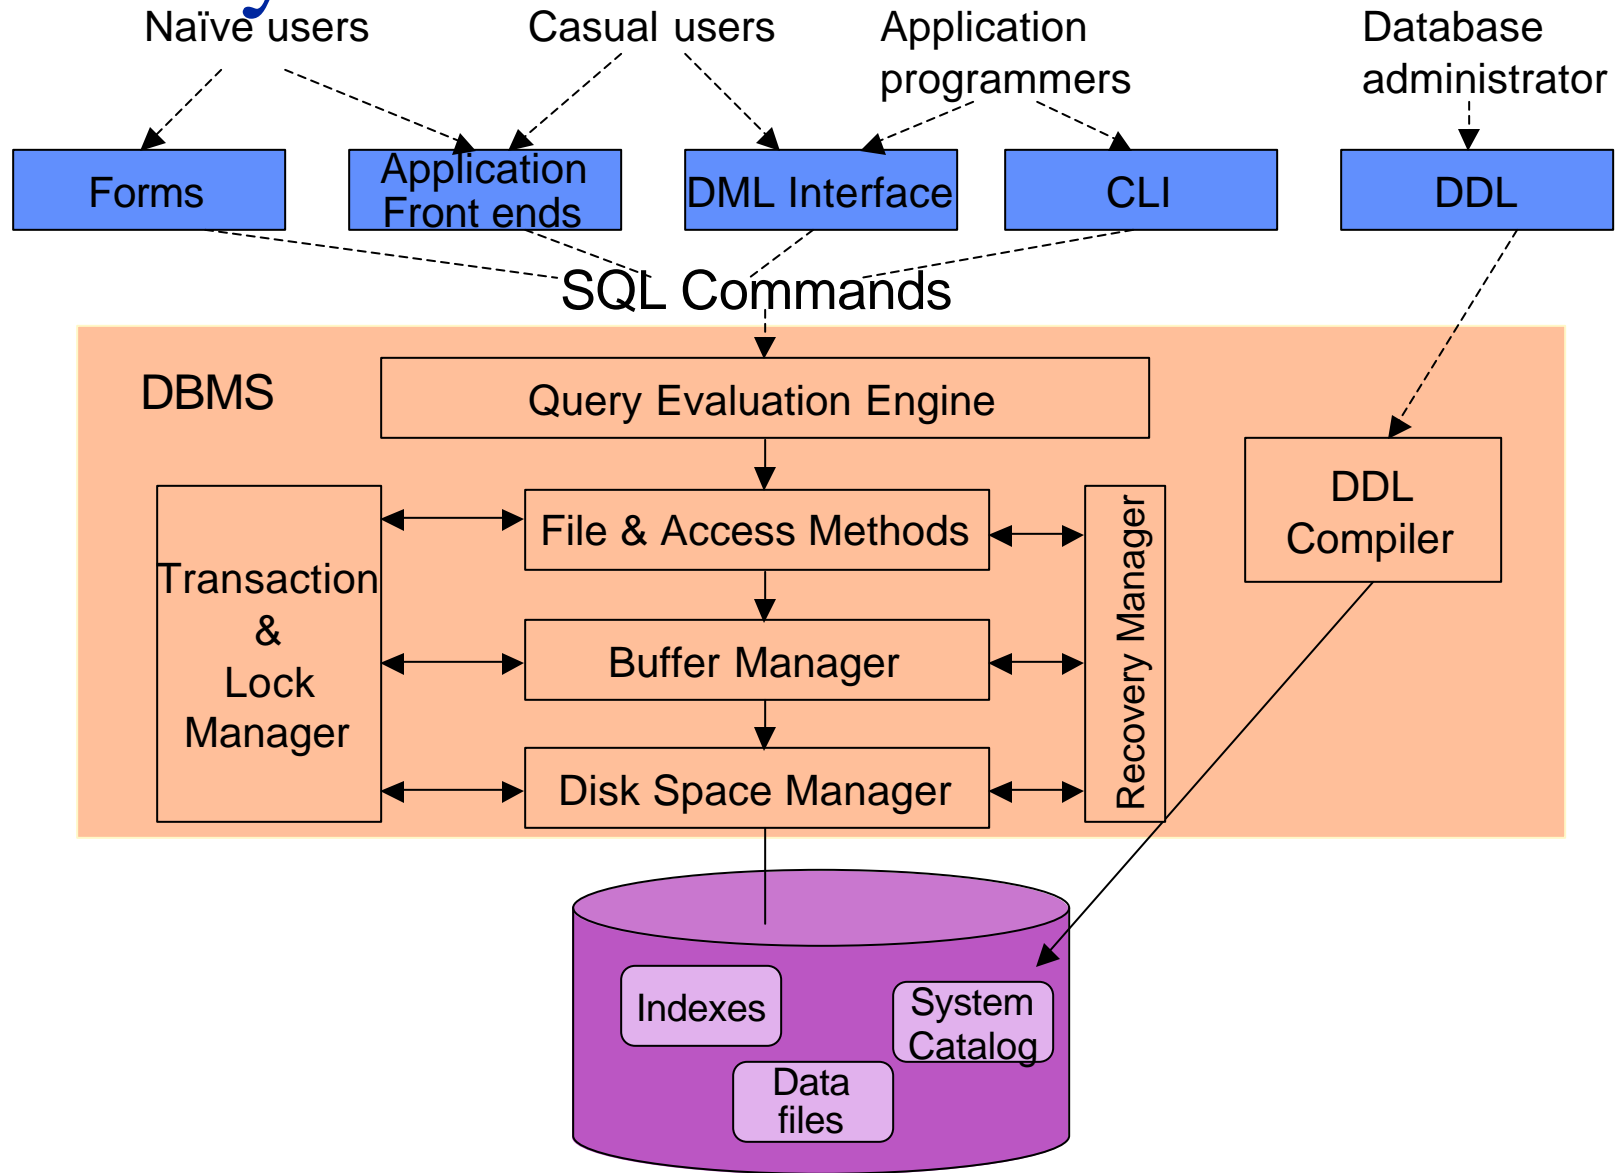 Naïve users
Casual users
Application
programmers
Database
administrator
Forms
Application
Front ends
DML Interface
CLI
DDL
SQL Commands
DBMS
Query Evaluation Engine
Transaction
&
Lock
Manager
File & Access Methods
Buffer Manager
Disk Space Manager
Recovery Manager
DDL
Compiler
Indexes
System
Catalog
Data
files